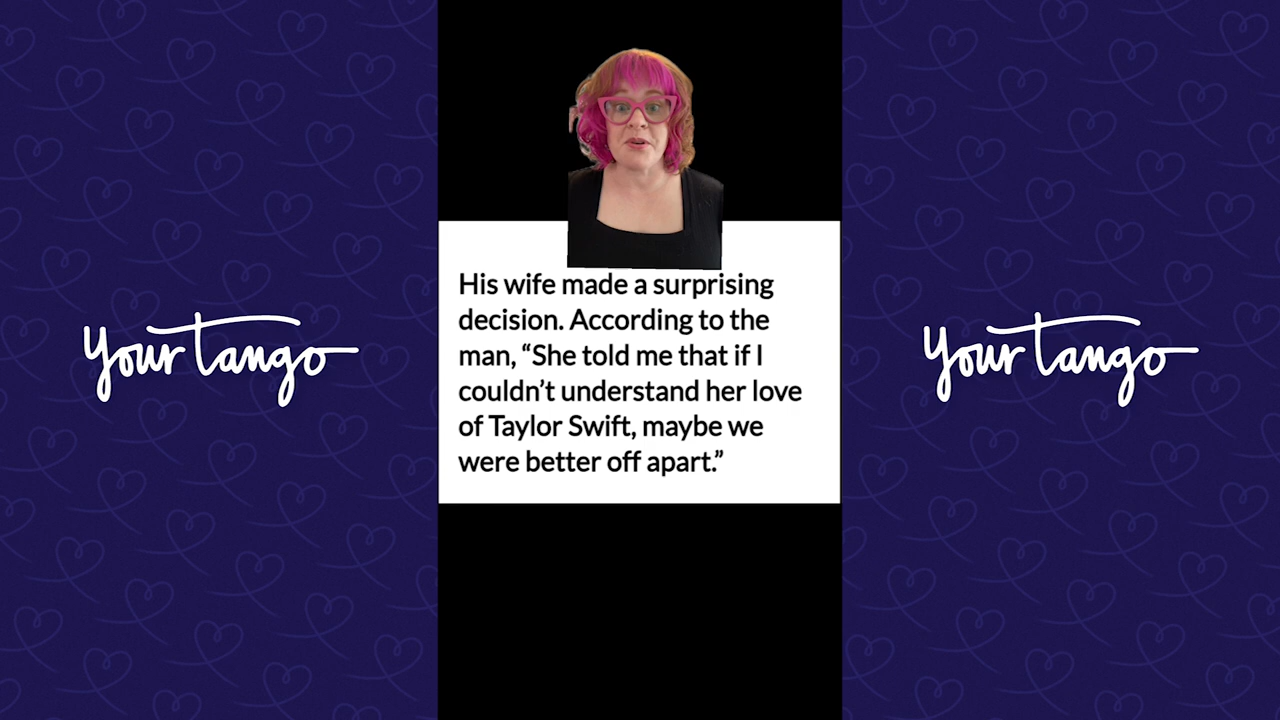 His wife made a surprising
decision. According to the
man, “She told me that if I
couldn’t understand her love
of Taylor Swift, maybe we
were better off apart.”
Your tango
Your tango